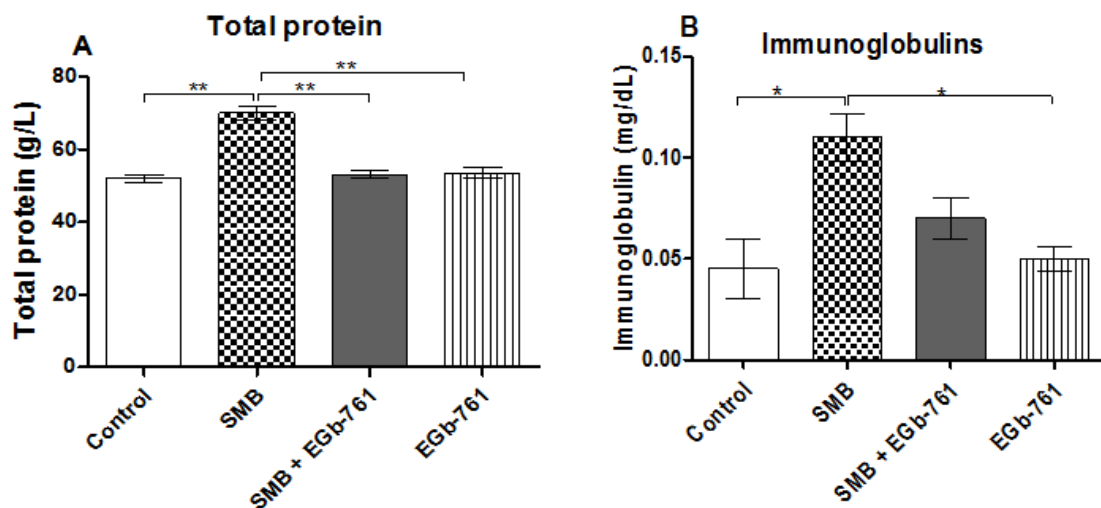 A
Total protein
Total protein (g/L)
80
60
40
20
0
**
**
**
Control
SMB
SMB + EGb-761
EGb-761
B
Immunoglobulins
Immunoglobulin (mg/dL)
0.15
0.10
0.05
0.00
*
*
Control
SMB
SMB + EGb-761
EGb-761